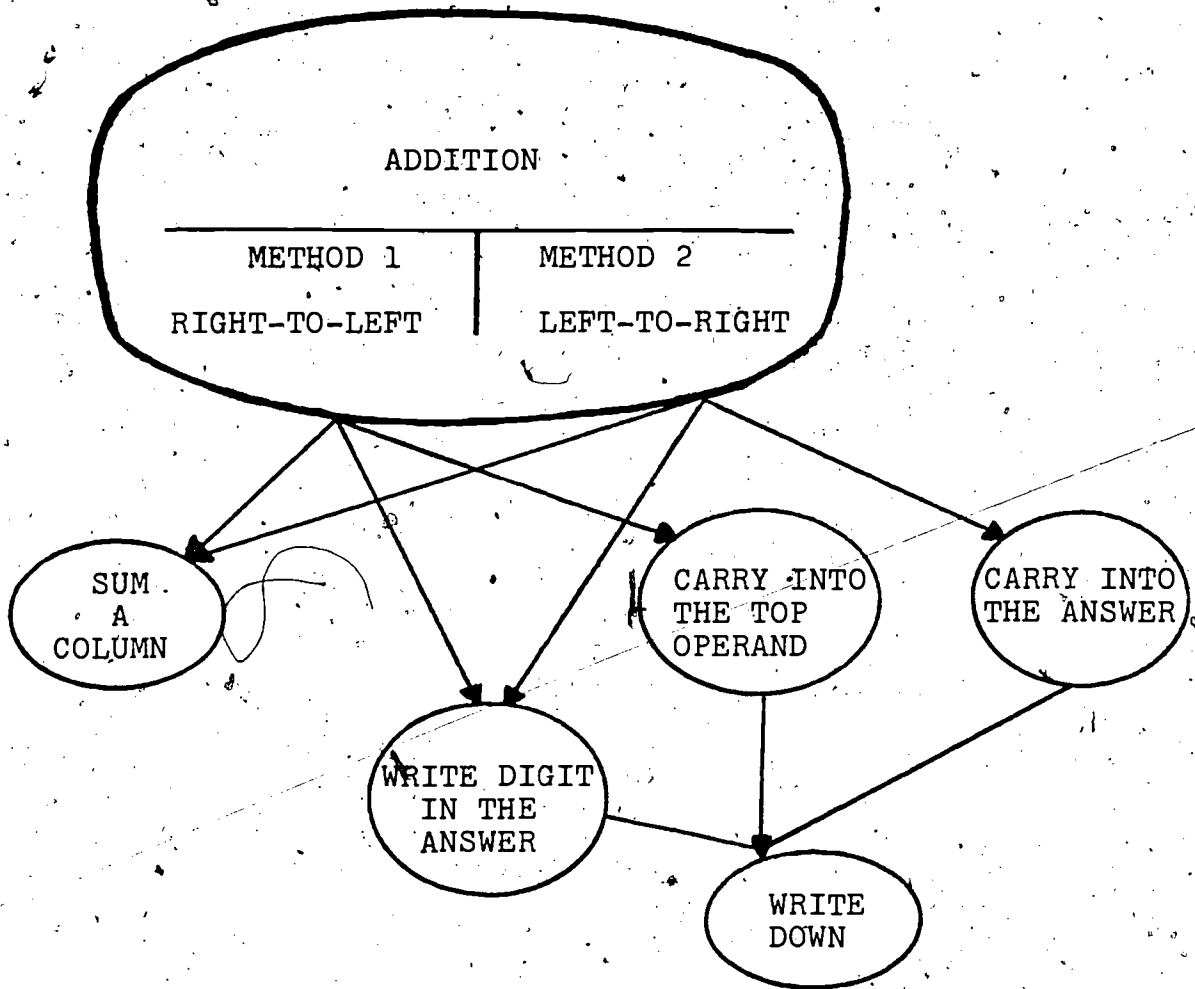 ADDITION
METHOD 1
METHOD 2
RIGHT-TO-LEFT
LEFT-TO-RIGHT
SUM
A
COLUMN
CARRY INTO
THE TOP
OPERAND
CARRY INTO
THE ANSWER
WRITE DIGIT
IN THE
ANSWER
WRITE
DOWN